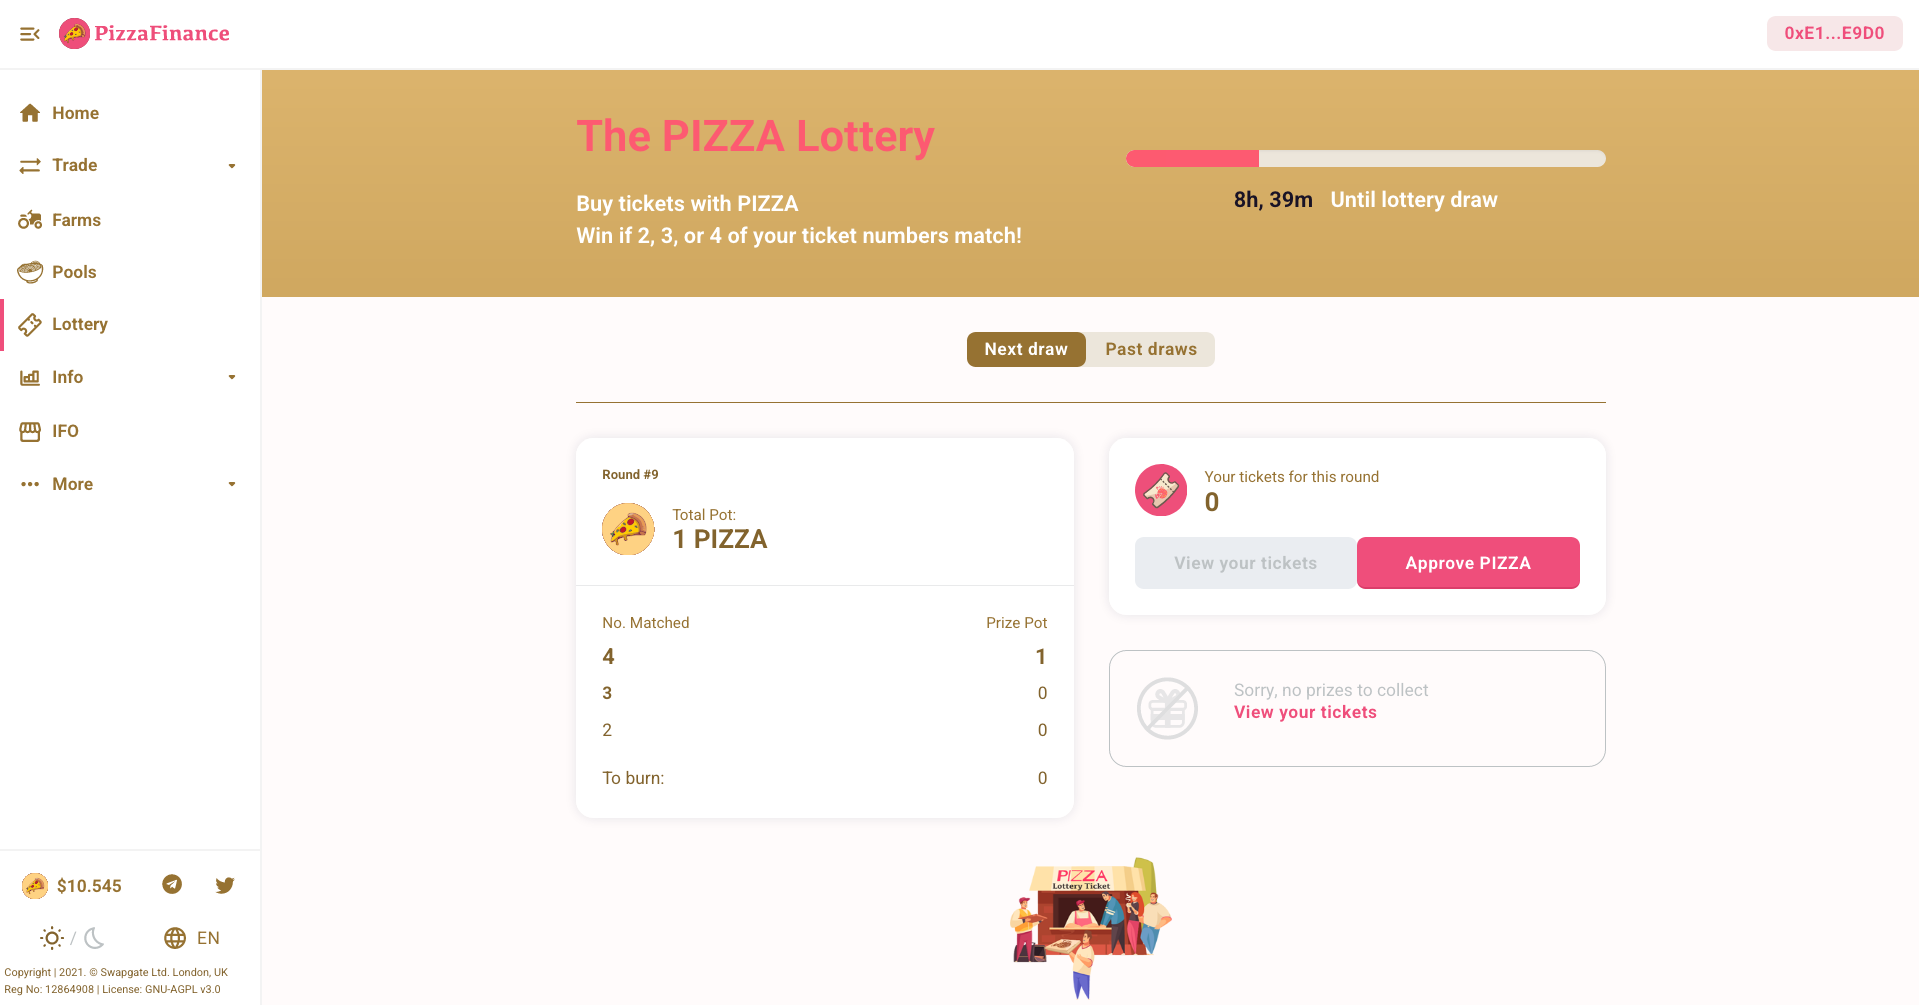 PizzaFinance
0xE1...E9D0
Home
Trade
Farms
Pools
Lottery
Info
IFO
More
$10.545
/
EN
Copyright | 2021. © Swapgate Ltd. London, UK
Reg No: 12864908 | License: GNU-AGPL v3.0
The PIZZA Lottery
Buy tickets with PIZZA
Win if 2, 3, or 4 of your ticket numbers match!
8h, 39m Until lottery draw
Next draw Past draws
Round #9
Total Pot:
1 PIZZA
No. Matched Prize Pot
4 1
3 0
2 0
To burn: 0
Your tickets for this round
0
View your tickets Approve PIZZA
Sorry, no prizes to collect
View your tickets
PIZZA
Lottery Ticket